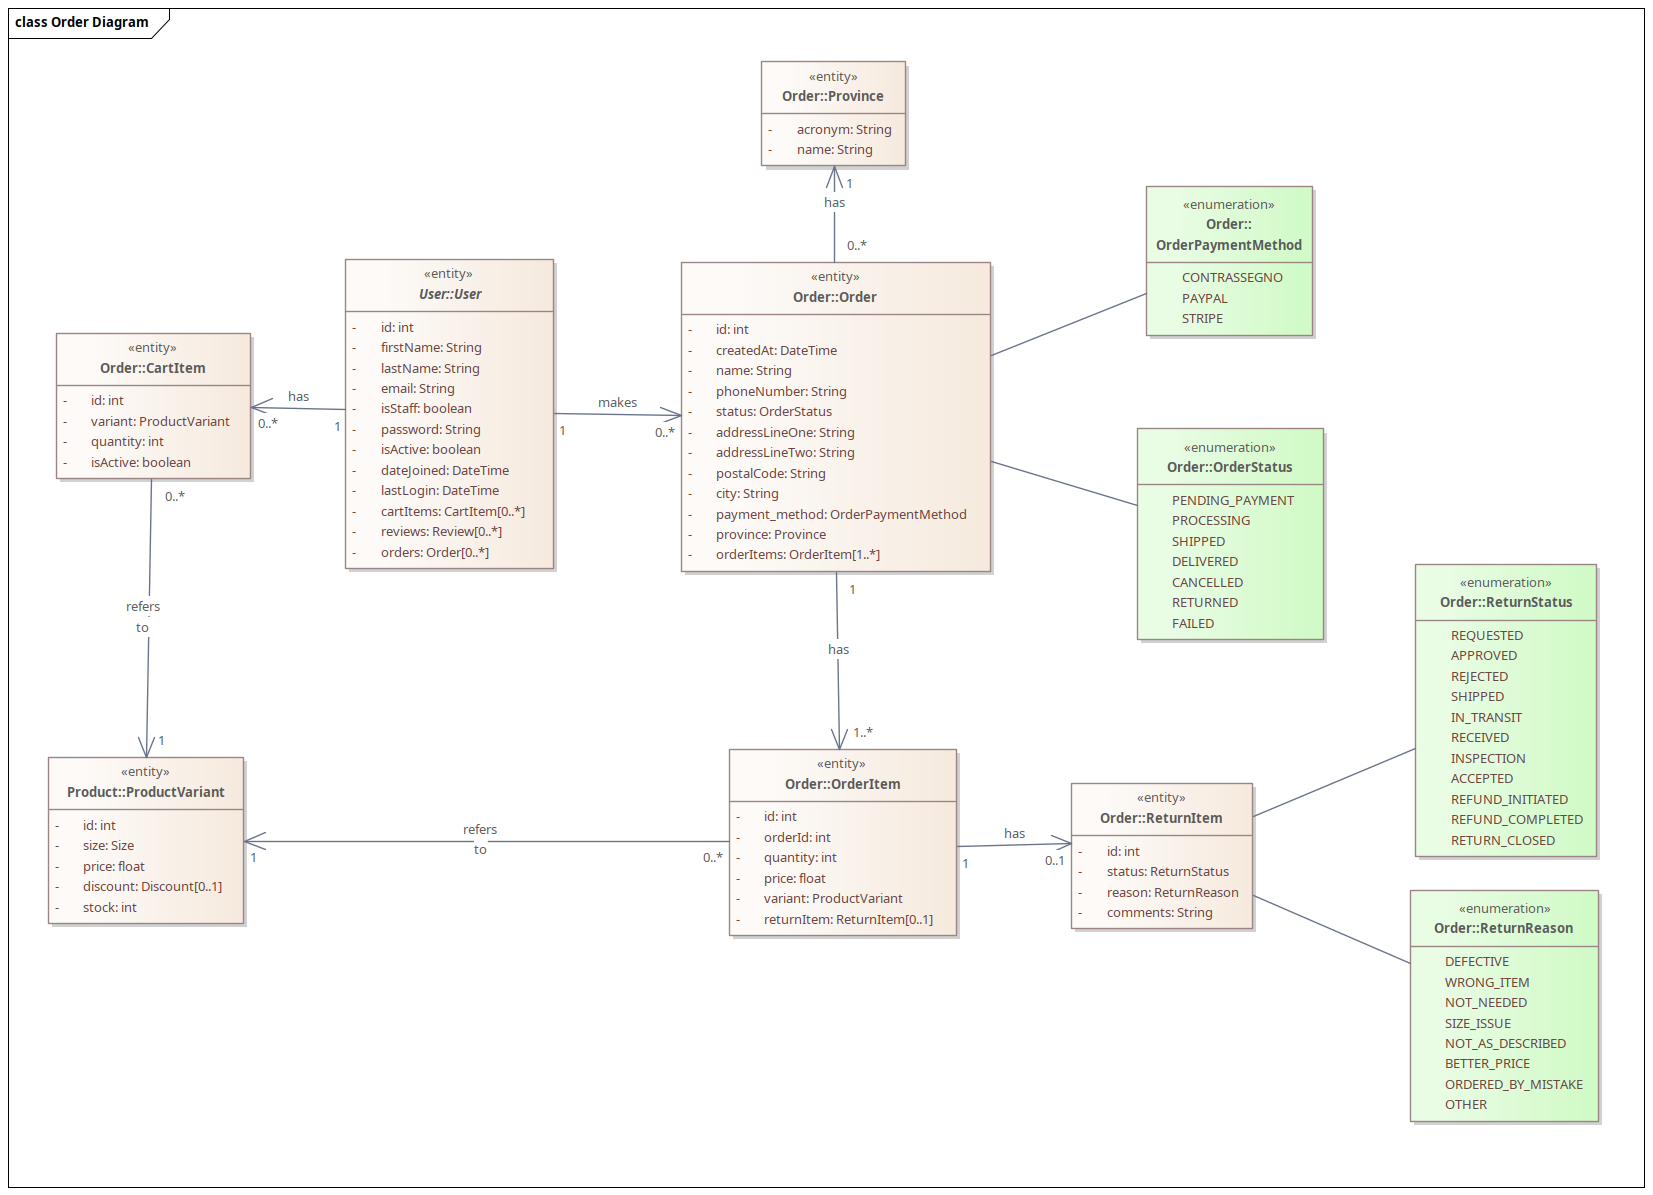 class Order Diagram
«entity»
Order::Province
- acronym: String
- name: String
1
has
0..*
«enumeration»
Order::
OrderPaymentMethod
CONTRASSEGNO
PAYPAL
STRIPE
«entity»
User::User
- id: int
- firstName: String
- lastName: String
- email: String
- isStaff: boolean
- password: String
- isActive: boolean
- dateJoined: DateTime
- lastLogin: DateTime
- cartItems: CartItem[0..*]
- reviews: Review[0..*]
- orders: Order[0..*]
«entity»
Order::Order
- id: int
- createdAt: DateTime
- name: String
- phoneNumber: String
- status: OrderStatus
- addressLineOne: String
- addressLineTwo: String
- postalCode: String
- city: String
- payment_method: OrderPaymentMethod
- province: Province
- orderItems: OrderItem[1..*]
«entity»
Order::CartItem
- id: int
- variant: ProductVariant
- quantity: int
- isActive: boolean
has
0..*
1
makes
1
0..*
«enumeration»
Order::OrderStatus
PENDING_PAYMENT
PROCESSING
SHIPPED
DELIVERED
CANCELLED
RETURNED
FAILED
0..*
refers
to
1
1
has
1..*
«enumeration»
Order::ReturnStatus
REQUESTED
APPROVED
REJECTED
SHIPPED
IN_TRANSIT
RECEIVED
INSPECTION
ACCEPTED
REFUND_INITIATED
REFUND_COMPLETED
RETURN_CLOSED
«entity»
Product::ProductVariant
- id: int
- size: Size
- price: float
- discount: Discount[0..1]
- stock: int
1
refers
to
0..*
«entity»
Order::OrderItem
- id: int
- orderId: int
- quantity: int
- price: float
- variant: ProductVariant
- returnItem: ReturnItem[0..1]
has
1
0..1
«entity»
Order::ReturnItem
- id: int
- status: ReturnStatus
- reason: ReturnReason
- comments: String
«enumeration»
Order::ReturnReason
DEFECTIVE
WRONG_ITEM
NOT_NEEDED
SIZE_ISSUE
NOT_AS_DESCRIBED
BETTER_PRICE
ORDERED_BY_MISTAKE
OTHER